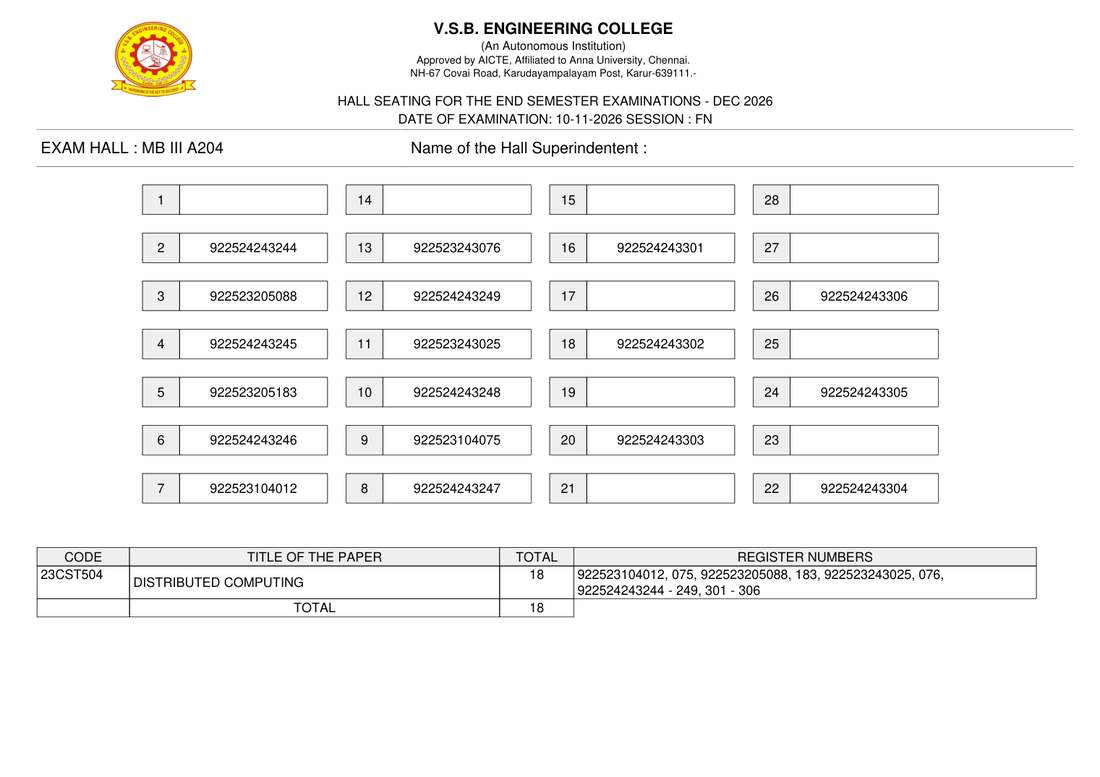 V.S.B. ENGINEERING COLLEGE
(An Autonomous Institution)
Approved by AICTE, Affiliated to Anna University, Chennai.
NH-67 Covai Road, Karudayampalayam Post, Karur-639111.-
HALL SEATING FOR THE END SEMESTER EXAMINATIONS - DEC 2026
DATE OF EXAMINATION: 10-11-2026 SESSION : FN
EXAM HALL : MB III A204 Name of the Hall Superindentent :
1 14 15 28
2 922524243244 13 922523243076 16 922524243301 27
3 922523205088 12 922524243249 17 26 922524243306
4 922524243245 11 922523243025 18 922524243302 25
5 922523205183 10 922524243248 19 24 922524243305
6 922524243246 9 922523104075 20 922524243303 23
7 922523104012 8 922524243247 21 22 922524243304
CODE TITLE OF THE PAPER TOTAL REGISTER NUMBERS
23CST504 DISTRIBUTED COMPUTING 18 922523104012, 075, 922523205088, 183, 922523243025, 076,
922524243244 - 249, 301 - 306
TOTAL 18